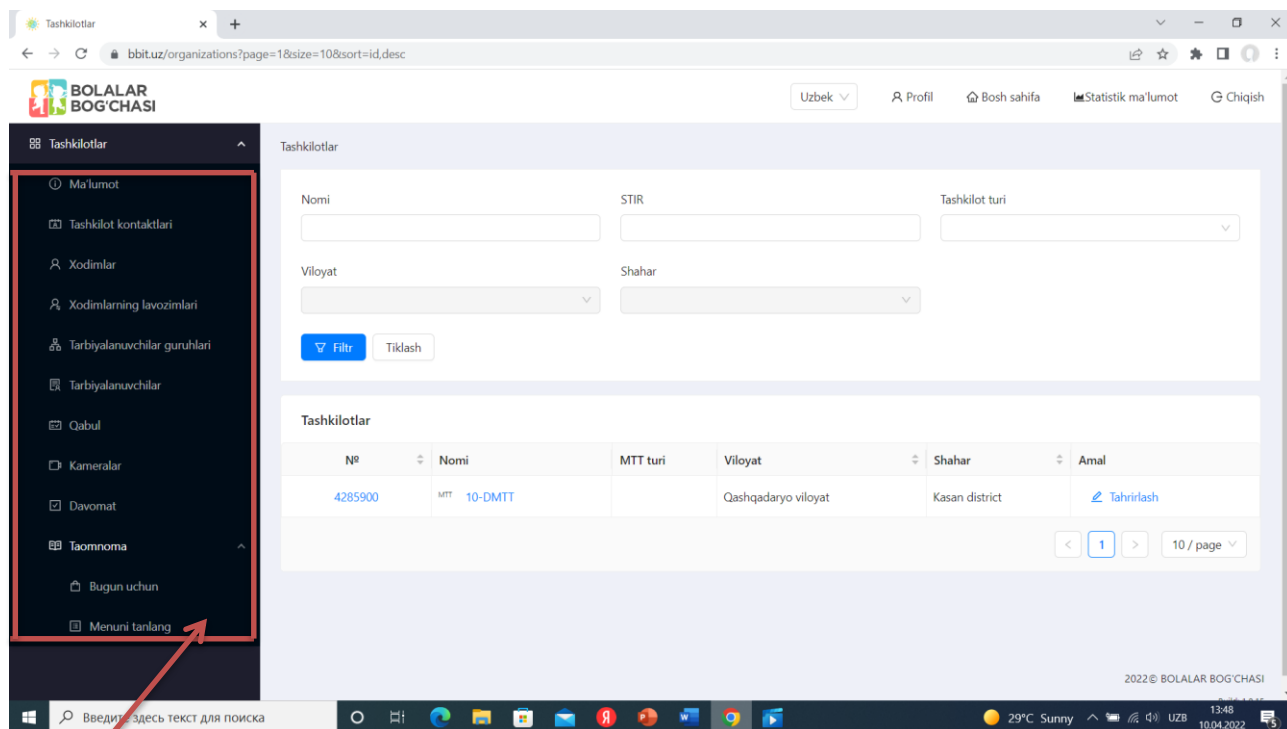 Tashkilotlar
bbit.uz/organizations?page=1&size=10&sort=id,desc
BOLALAR
BOG'CHASI
Uzbek
Profil
Bosh sahifa
Statistik ma'lumot
Chiqish
Tashkilotlar
Ma'lumot
Tashkilot kontaktlari
Xodimlar
Xodimlarning lavozimlari
Tarbiyalanuvchilar guruhlari
Tarbiyalanuvchilar
Qabul
Kameralar
Davomat
Taomnoma
Bugun uchun
Menuni tanlang
Tashkilotlar
Nomi
STIR
Tashkilot turi
Viloyat
Shahar
Filtr
Tiklash
Tashkilotlar
Nº Nomi MTT turi Viloyat Shahar Amal
4285900 MTT 10-DMTT Qashqadaryo viloyat Kasan district Tahrirlash
< 1 > 10 / page
2022© BOLALAR BOG'CHASI
Введите здесь текст для поиска
29°C Sunny
UZB
13:48
10.04.2022
5